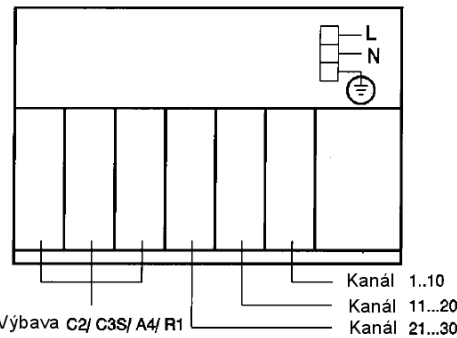 L
N
Kanál 1..10
Kanál 11...20
Výbava C2/ C3S/ A4/ R1
Kanál 21...30